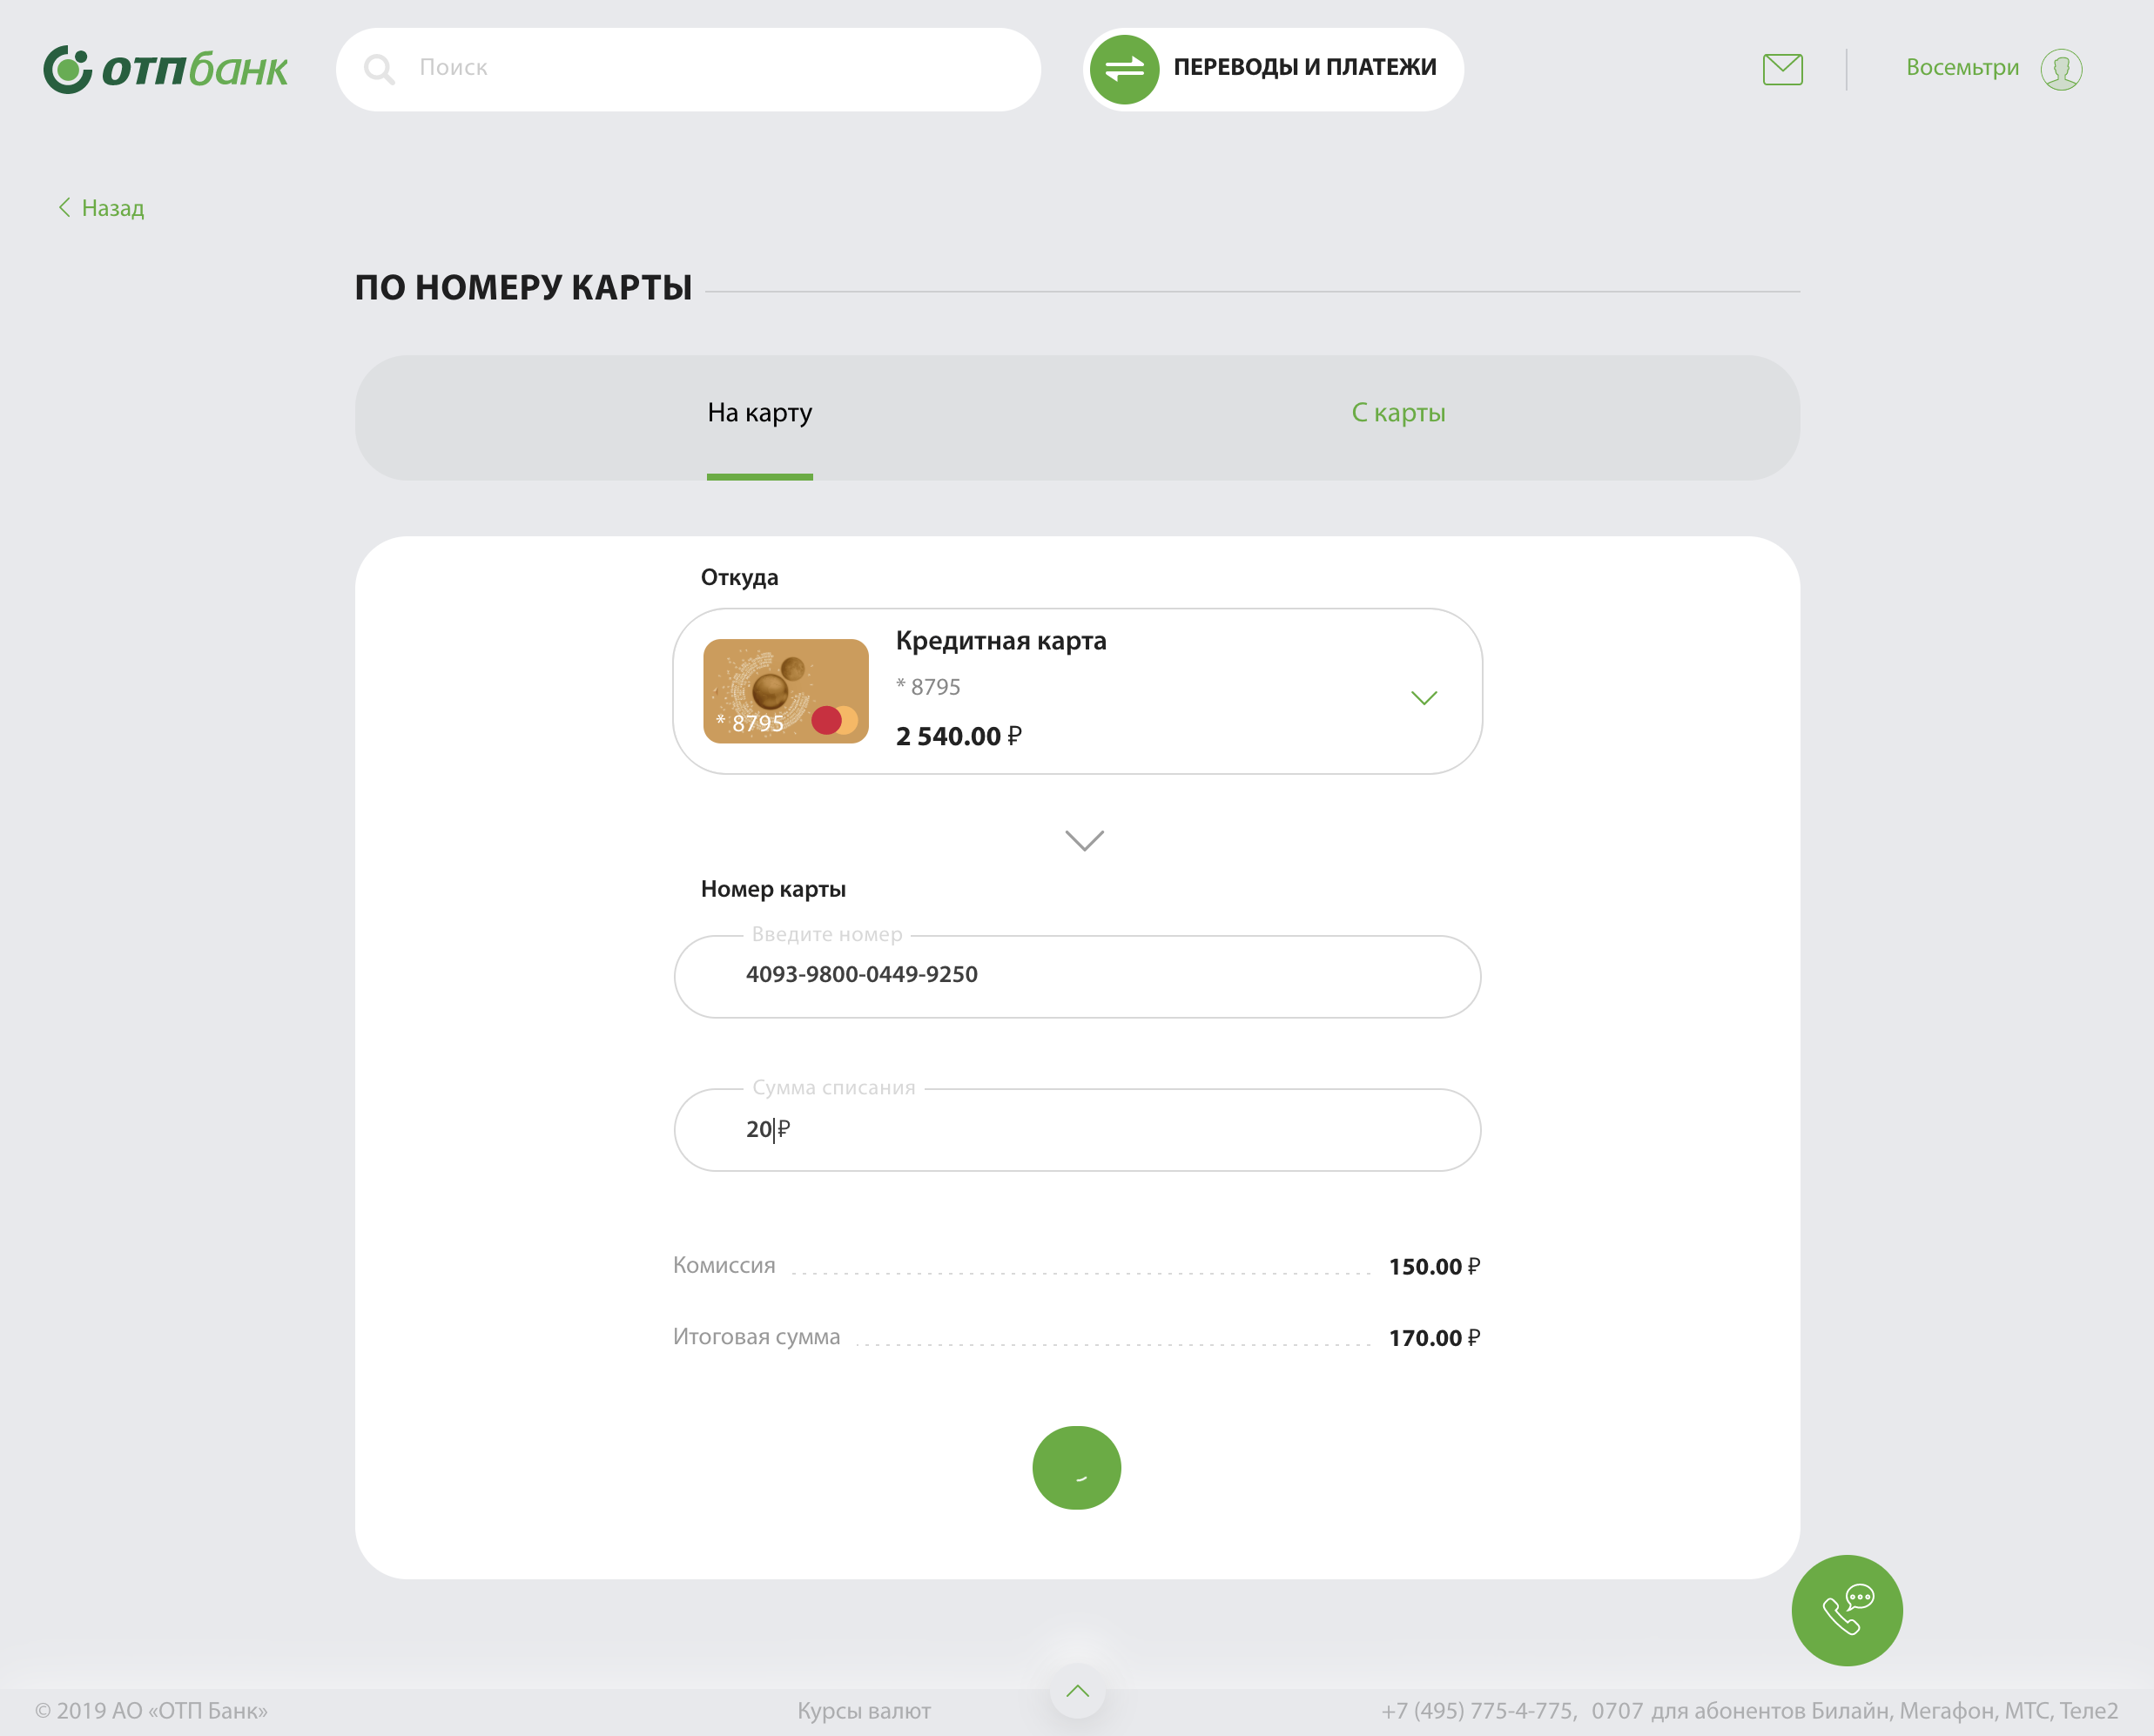 отпбанк
Поиск
ПЕРЕВОДЫ И ПЛАТЕЖИ
Восемьтри
Назад
ПО НОМЕРУ КАРТЫ
На карту
С карты
Откуда
Кредитная карта
* 8795
* 8795
2 540.00 ₽
Номер карты
Введите номер
4093-9800-0449-9250
Сумма списания
20 ₽
Комиссия
150.00 ₽
Итоговая сумма
170.00 ₽
© 2019 АО «ОТП Банк»
Курсы валют
+7 (495) 775-4-775, 0707 для абонентов Билайн, Мегафон, МТС, Теле2